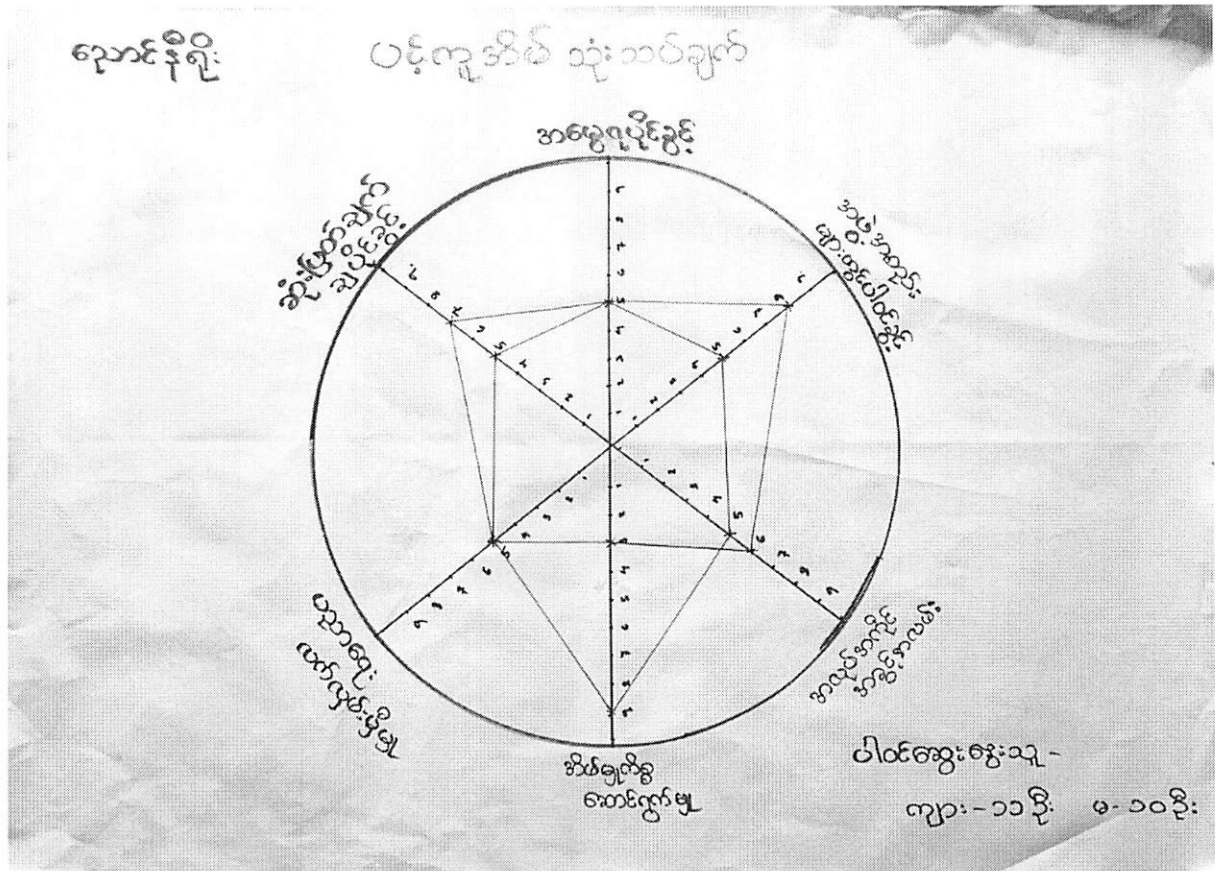 ညောင်နီရိုး
ပင့်ကူအိမ် သုံးသပ်ချက်
အမွေရပိုင်ခွင့်
ဆုံးဖြတ်ချက်
ချပိုင်ခွင့်
အဖွဲ့အစည်း
များတွင်ပါဝင်ခွင့်
ပညာရေး
လက်လှမ်းမှီမှု
အလုပ်အကိုင်
အခွင့်အလမ်း
အိမ်မှုကိစ္စ
ဆောင်ရွက်မှု
ပါဝင်ဆွေးနွေးသူ -
ကျား - ၁၁ ဦး မ - ၁၀ ဦး